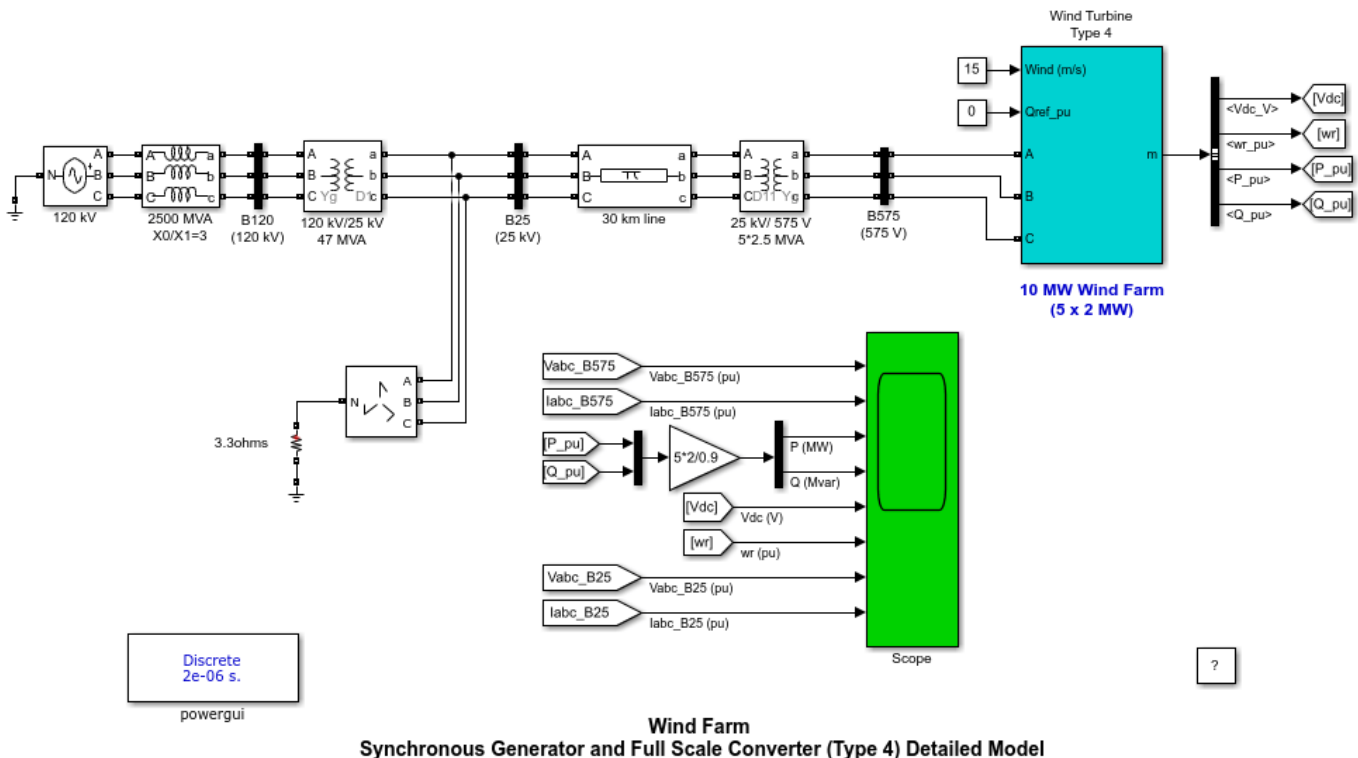 Wind Turbine
Type 4
15
Wind (m/s)
0
Qref_pu
A
B
C
m
<Vdc_V>
[Vdc]
<wr_pu>
[wr]
<P_pu>
[P_pu]
<Q_pu>
[Q_pu]
10 MW Wind Farm
(5 x 2 MW)
N
A
B
C
120 kV
A
B
C
a
b
c
2500 MVA
X0/X1=3
B120
(120 kV)
A
B
C
Yg
D1
a
b
c
120 kV/25 kV
47 MVA
B25
(25 kV)
A
B
C
a
b
c
30 km line
A
B
C
D11
Yg
a
b
c
25 kV/ 575 V
5*2.5 MVA
B575
(575 V)
N
A
B
C
3.3ohms
Vabc_B575
Vabc_B575 (pu)
Iabc_B575
Iabc_B575 (pu)
[P_pu]
[Q_pu]
5*2/0.9
P (MW)
Q (Mvar)
[Vdc]
Vdc (V)
[wr]
wr (pu)
Vabc_B25
Vabc_B25 (pu)
Iabc_B25
Iabc_B25 (pu)
Scope
Discrete
2e-06 s.
powergui
?
Wind Farm
Synchronous Generator and Full Scale Converter (Type 4) Detailed Model